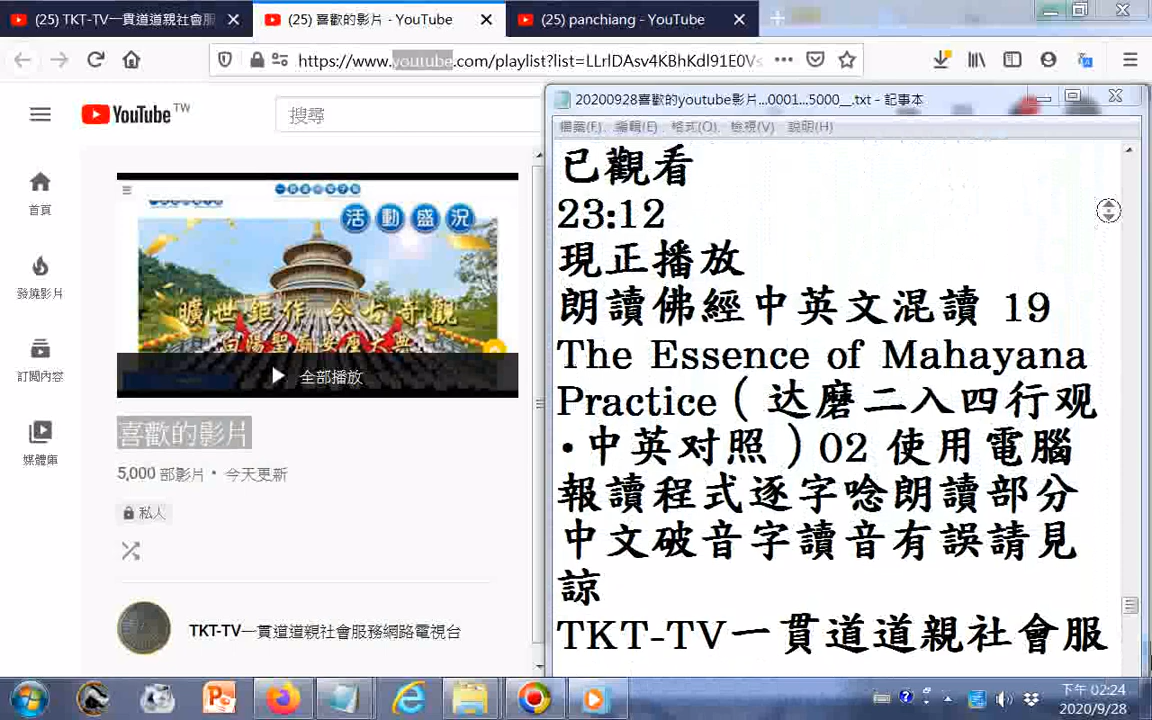 (25) TKT-TV一貫道道親社會服
(25) 喜歡的影片 - YouTube
(25) panchiang - YouTube
https://www.youtube.com/playlist?list=LLrlDAsv4KBhKdl91E0Vs
YouTube TW
搜尋
首頁
發燒影片
訂閱內容
媒體庫
活動盛況
曠世鉅作 今古奇觀
全部播放
喜歡的影片
5,000 部影片・今天更新
私人
TKT-TV一貫道道親社會服務網路電視台
20200928喜歡的youtube影片...0001...5000__.txt - 記事本
檔案(F) 編輯(E) 格式(O) 檢視(V) 說明(H)
已觀看
23:12
現正播放
朗讀佛經中英文混讀 19
The Essence of Mahayana
Practice（达磨二入四行观
•中英对照）02 使用電腦
報讀程式逐字唸朗讀部分
中文破音字讀音有誤請見
諒
TKT-TV一貫道道親社會服
下午 02:24
2020/9/28